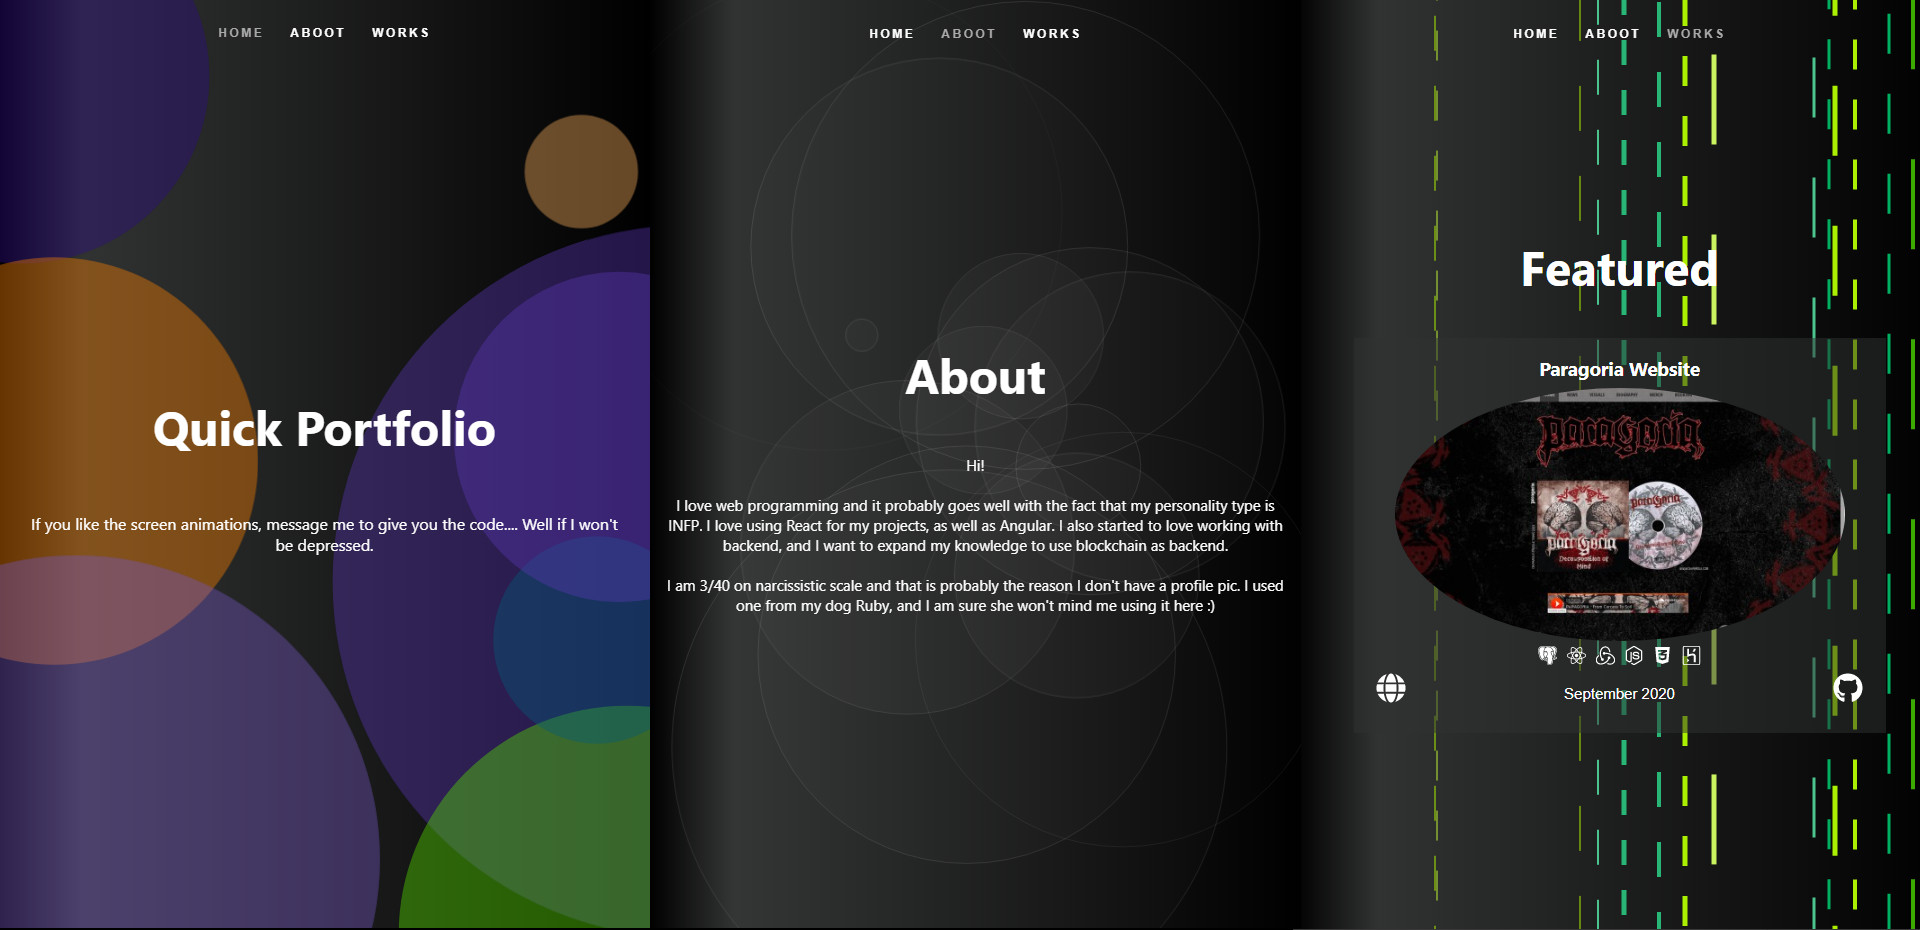 HOME ABOOT WORKS
Quick Portfolio
If you like the screen animations, message me to give you the code.... Well if I won't
be depressed.
HOME ABOOT WORKS
About
Hi!
I love web programming and it probably goes well with the fact that my personality type is
INFP. I love using React for my projects, as well as Angular. I also started to love working with
backend, and I want to expand my knowledge to use blockchain as backend.
I am 3/40 on narcissistic scale and that is probably the reason I don't have a profile pic. I used
one from my dog Ruby, and I am sure she won't mind me using it here :)
HOME ABOOT WORKS
Featured
Paragoria Website
paragoria
paragoria
paragoria
JS
3
September 2020